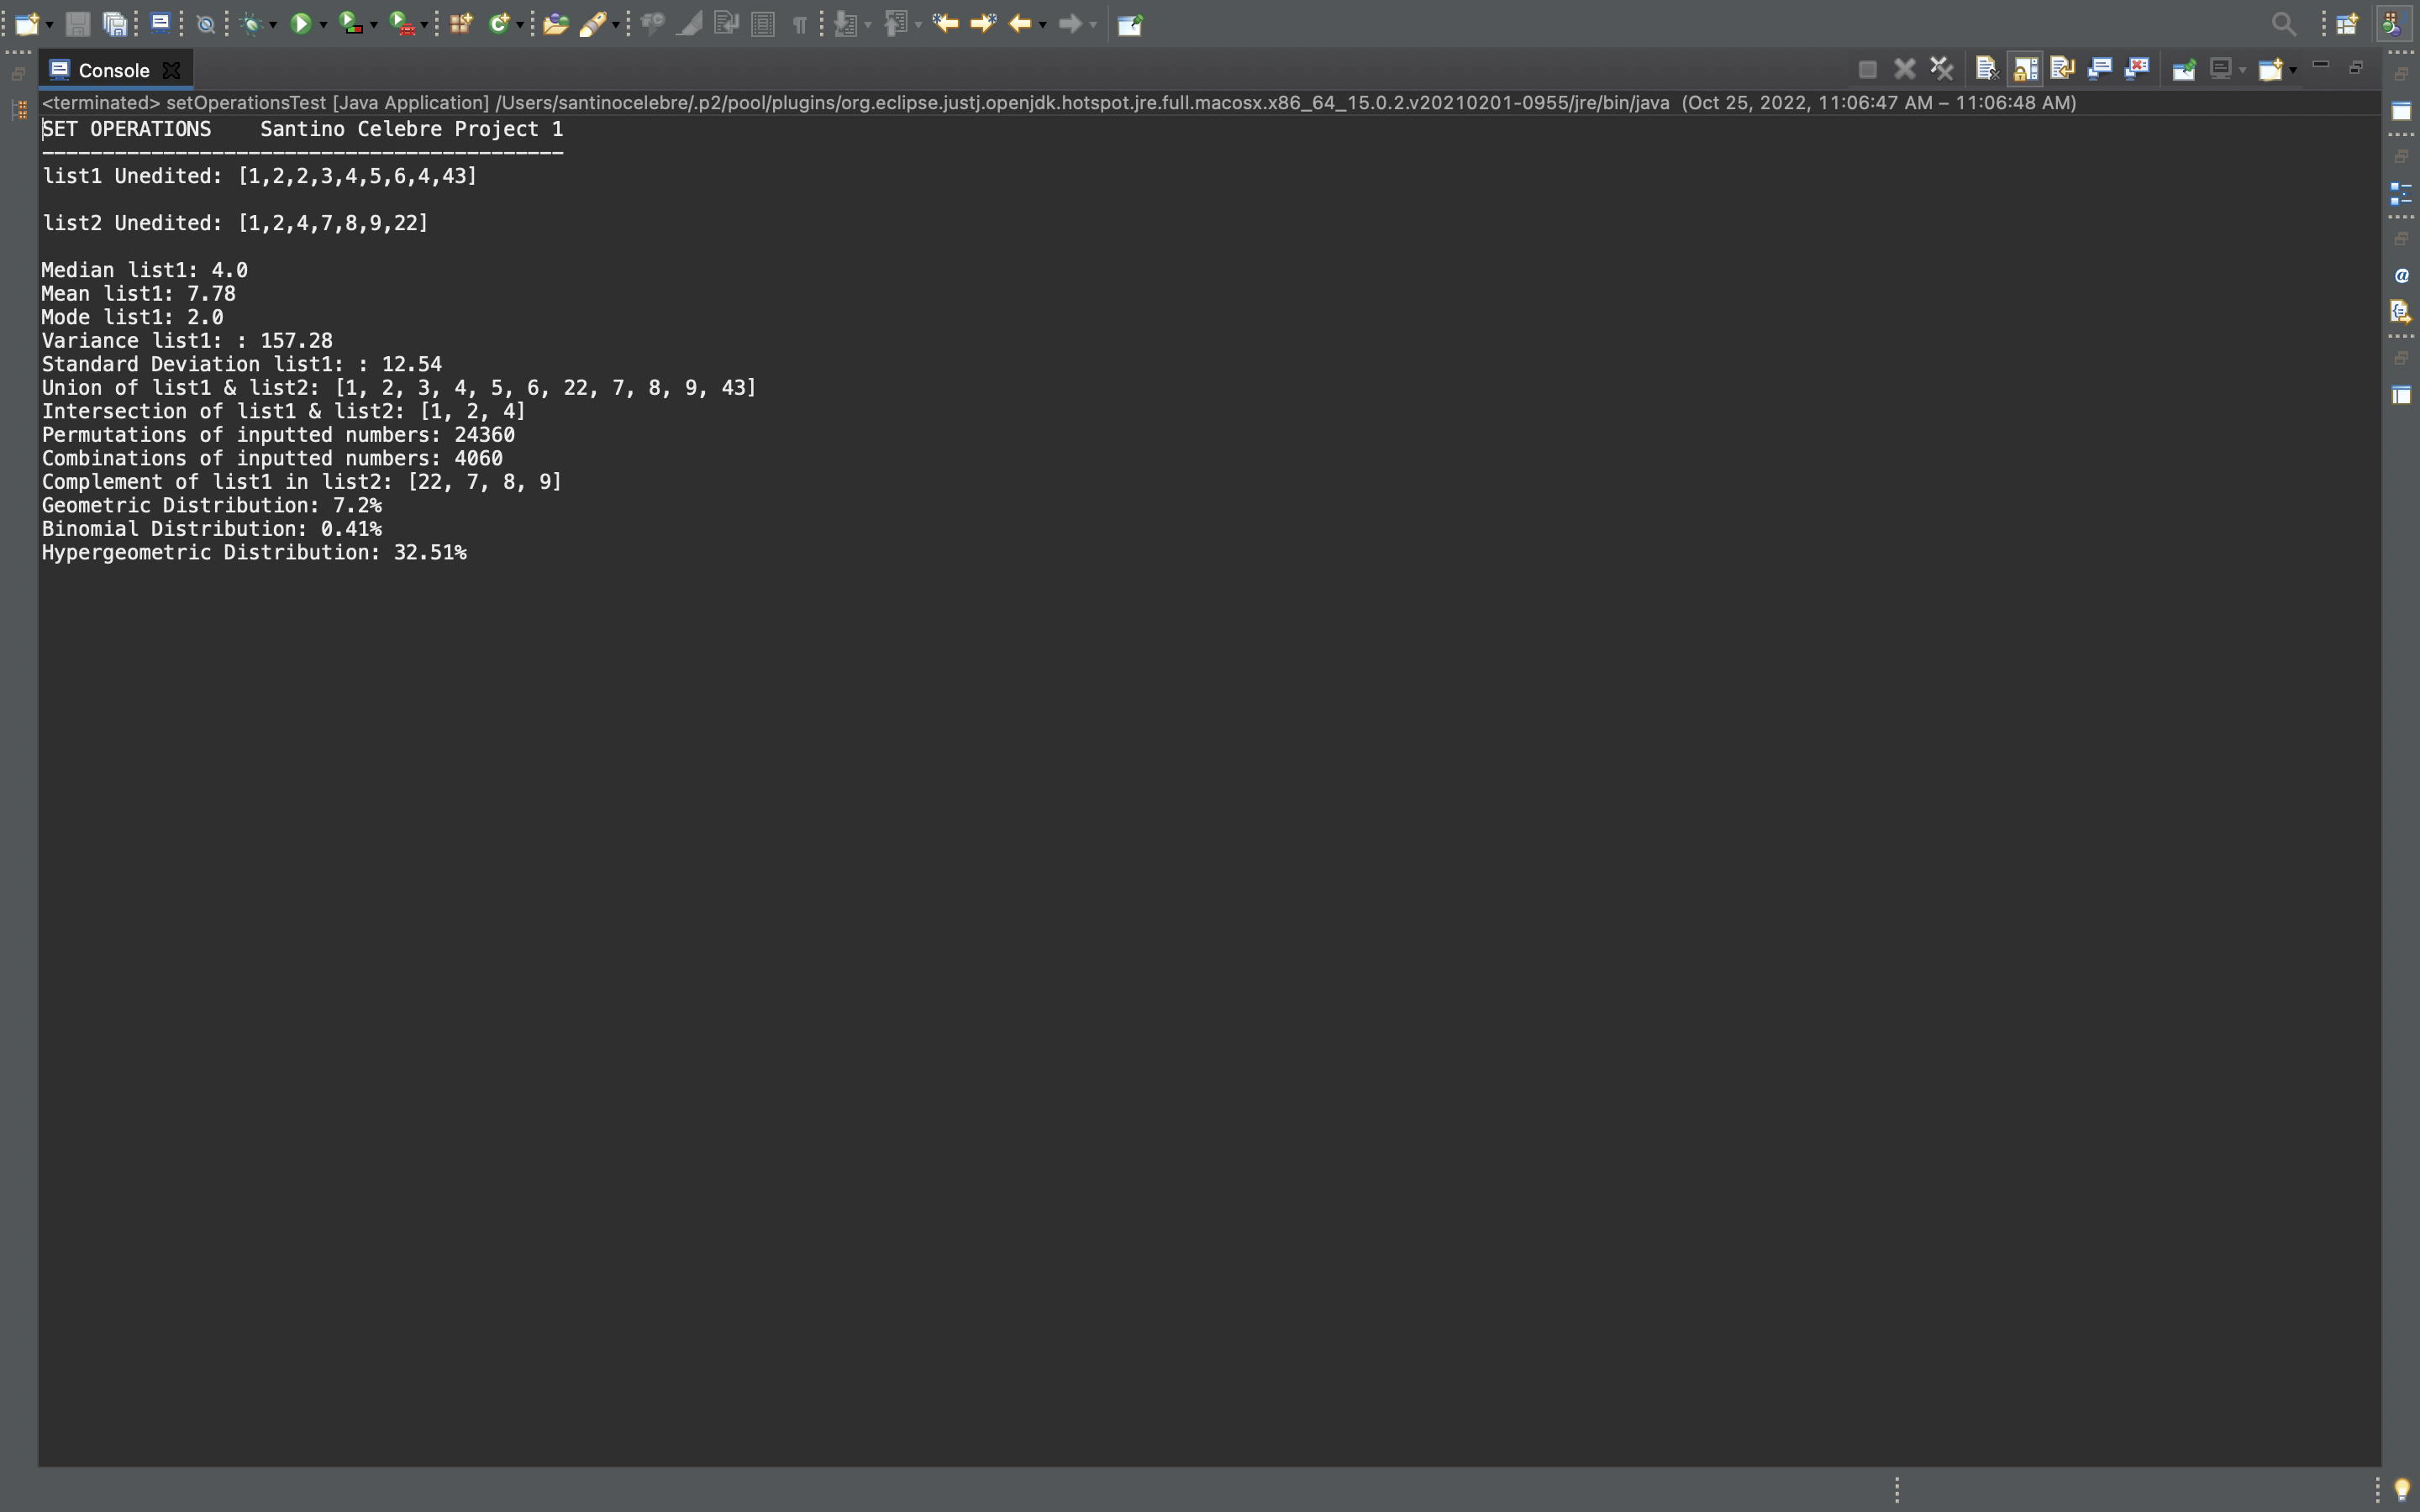 Console
<terminated> setOperationsTest [Java Application] /Users/santinocelebre/.p2/pool/plugins/org.eclipse.justj.openjdk.hotspot.jre.full.macosx.x86_64_15.0.2.v20210201-0955/jre/bin/java (Oct 25, 2022, 11:06:47 AM – 11:06:48 AM)
SET OPERATIONS    Santino Celebre Project 1
-------------------------------------------
list1 Unedited: [1,2,2,3,4,5,6,4,43]
list2 Unedited: [1,2,4,7,8,9,22]
Median list1: 4.0
Mean list1: 7.78
Mode list1: 2.0
Variance list1: : 157.28
Standard Deviation list1: : 12.54
Union of list1 & list2: [1, 2, 3, 4, 5, 6, 22, 7, 8, 9, 43]
Intersection of list1 & list2: [1, 2, 4]
Permutations of inputted numbers: 24360
Combinations of inputted numbers: 4060
Complement of list1 in list2: [22, 7, 8, 9]
Geometric Distribution: 7.2%
Binomial Distribution: 0.41%
Hypergeometric Distribution: 32.51%